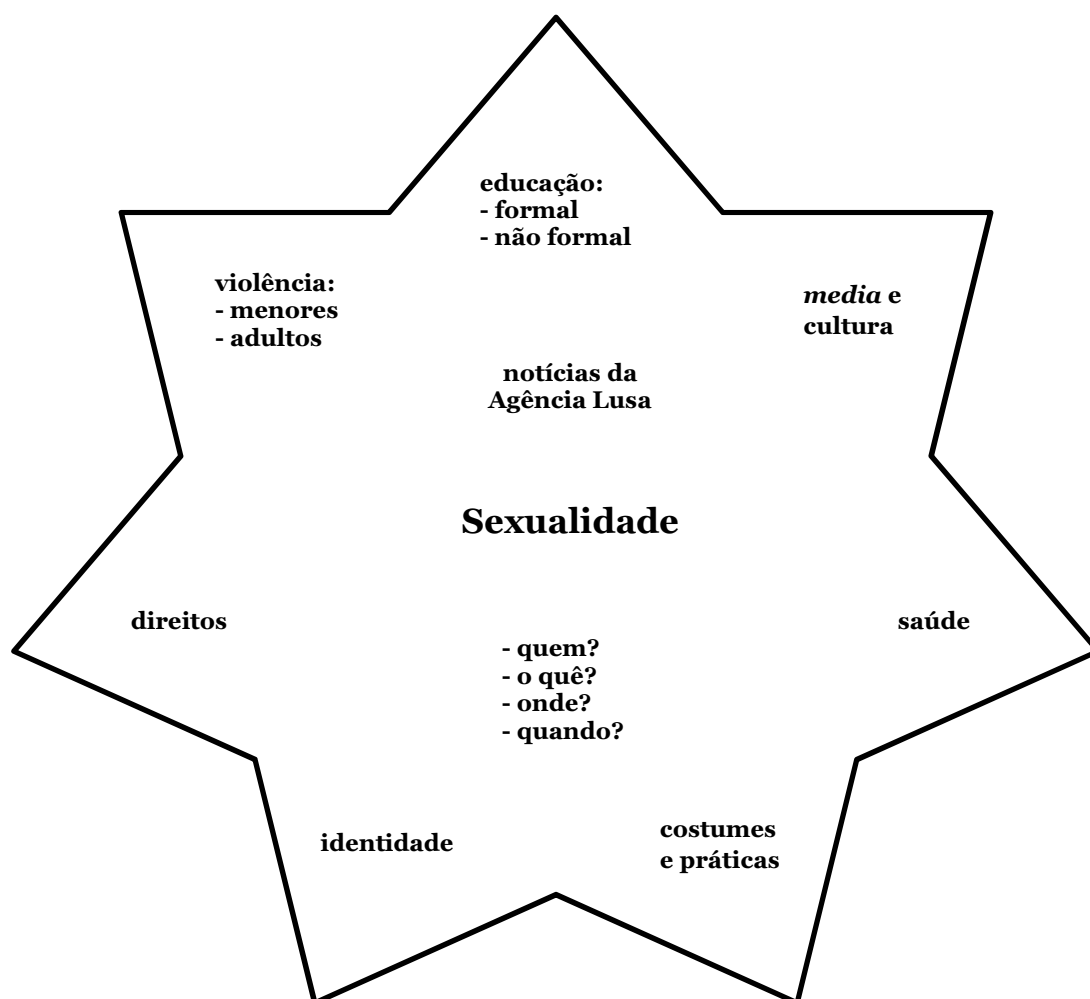 educação:
- formal
- não formal
violência:
- menores
- adultos
media e
cultura
notícias da
Agência Lusa
Sexualidade
direitos
saúde
- quem?
- o quê?
- onde?
- quando?
identidade
costumes
e práticas